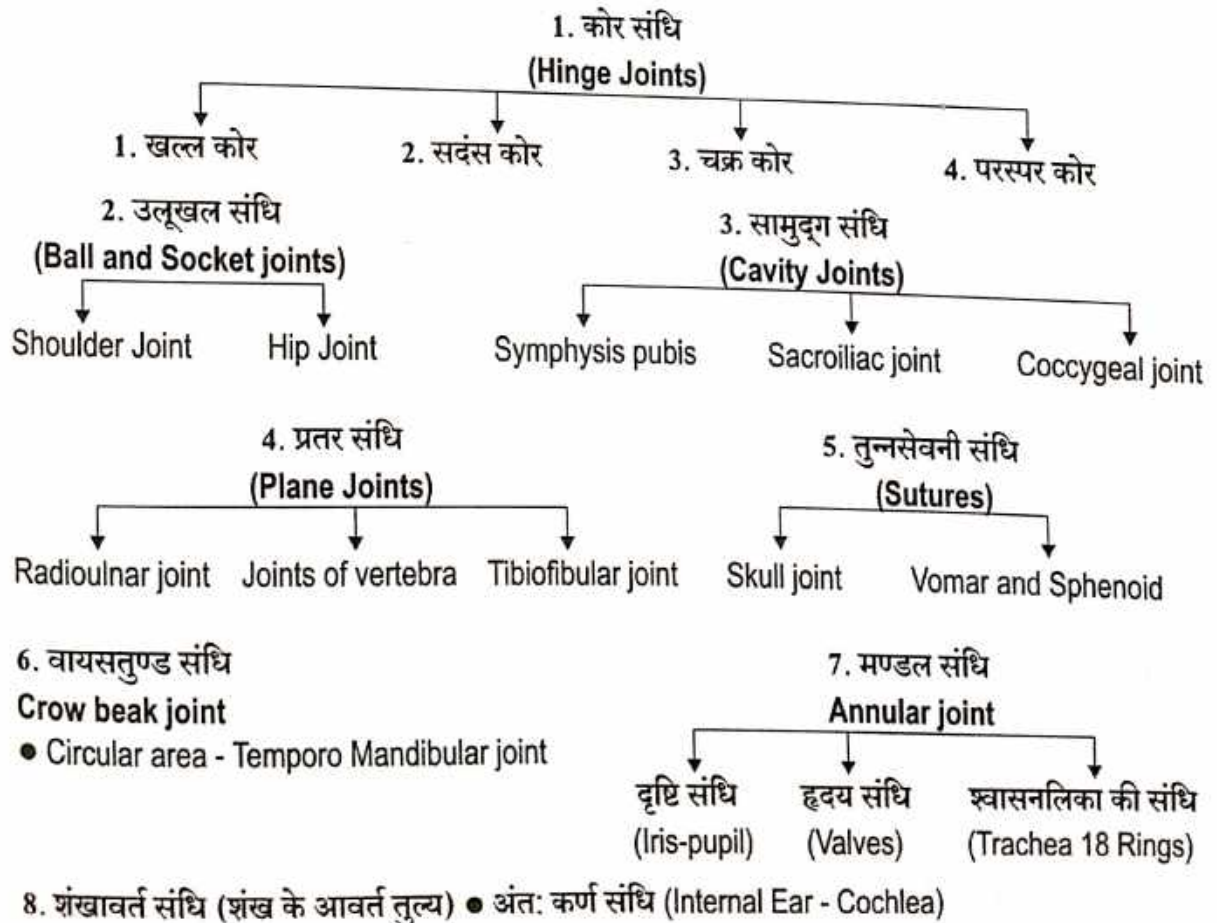 1. कोर संधि
(Hinge Joints)
1. खल्ल कोर
2. सदंस कोर
3. चक्र कोर
4. परस्पर कोर
2. उलूखल संधि
(Ball and Socket joints)
Shoulder Joint
Hip Joint
3. सामुद्ग संधि
(Cavity Joints)
Symphysis pubis
Sacroiliac joint
Coccygeal joint
4. प्रतर संधि
(Plane Joints)
Radioulnar joint
Joints of vertebra
Tibiofibular joint
5. तुन्नसेवनी संधि
(Sutures)
Skull joint
Vomar and Sphenoid
6. वायसतुण्ड संधि
Crow beak joint
● Circular area - Temporo Mandibular joint
7. मण्डल संधि
Annular joint
दृष्टि संधि
(Iris-pupil)
हृदय संधि
(Valves)
श्वासनलिका की संधि
(Trachea 18 Rings)
8. शंखावर्त संधि (शंख के आवर्त तुल्य) ● अंत: कर्ण संधि (Internal Ear - Cochlea)